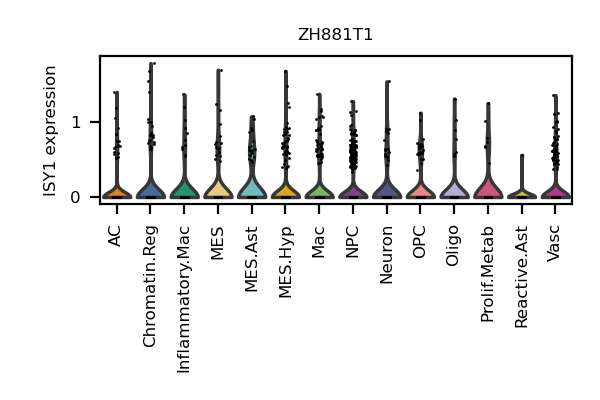 ZH881T1
ISY1 expression
1
0
AC
Chromatin.Reg
Inflammatory.Mac
MES
MES.Ast
MES.Hyp
Mac
NPC
Neuron
OPC
Oligo
Prolif.Metab
Reactive.Ast
Vasc